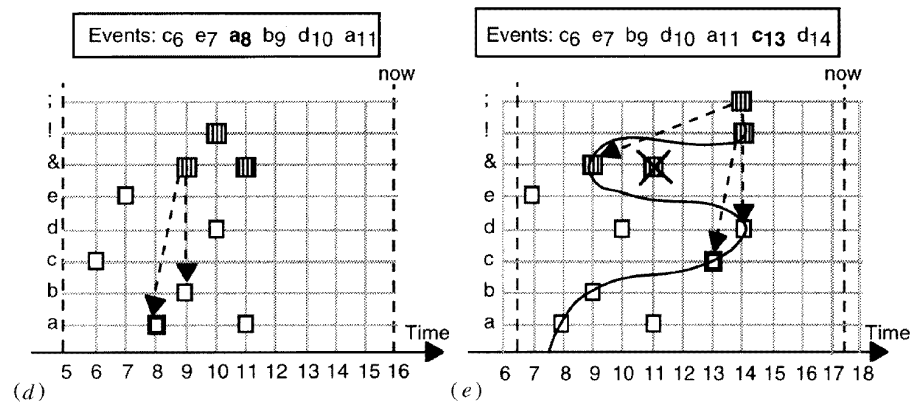 Events: c6 e7 a8 b9 d10 a11
now
;
!
&
e
d
c
b
a
Time
5 6 7 8 9 10 11 12 13 14 15 16
(d)
Events: c6 e7 b9 d10 a11 c13 d14
now
;
!
&
e
d
c
b
a
Time
6 7 8 9 10 11 12 13 14 15 16 17 18
(e)